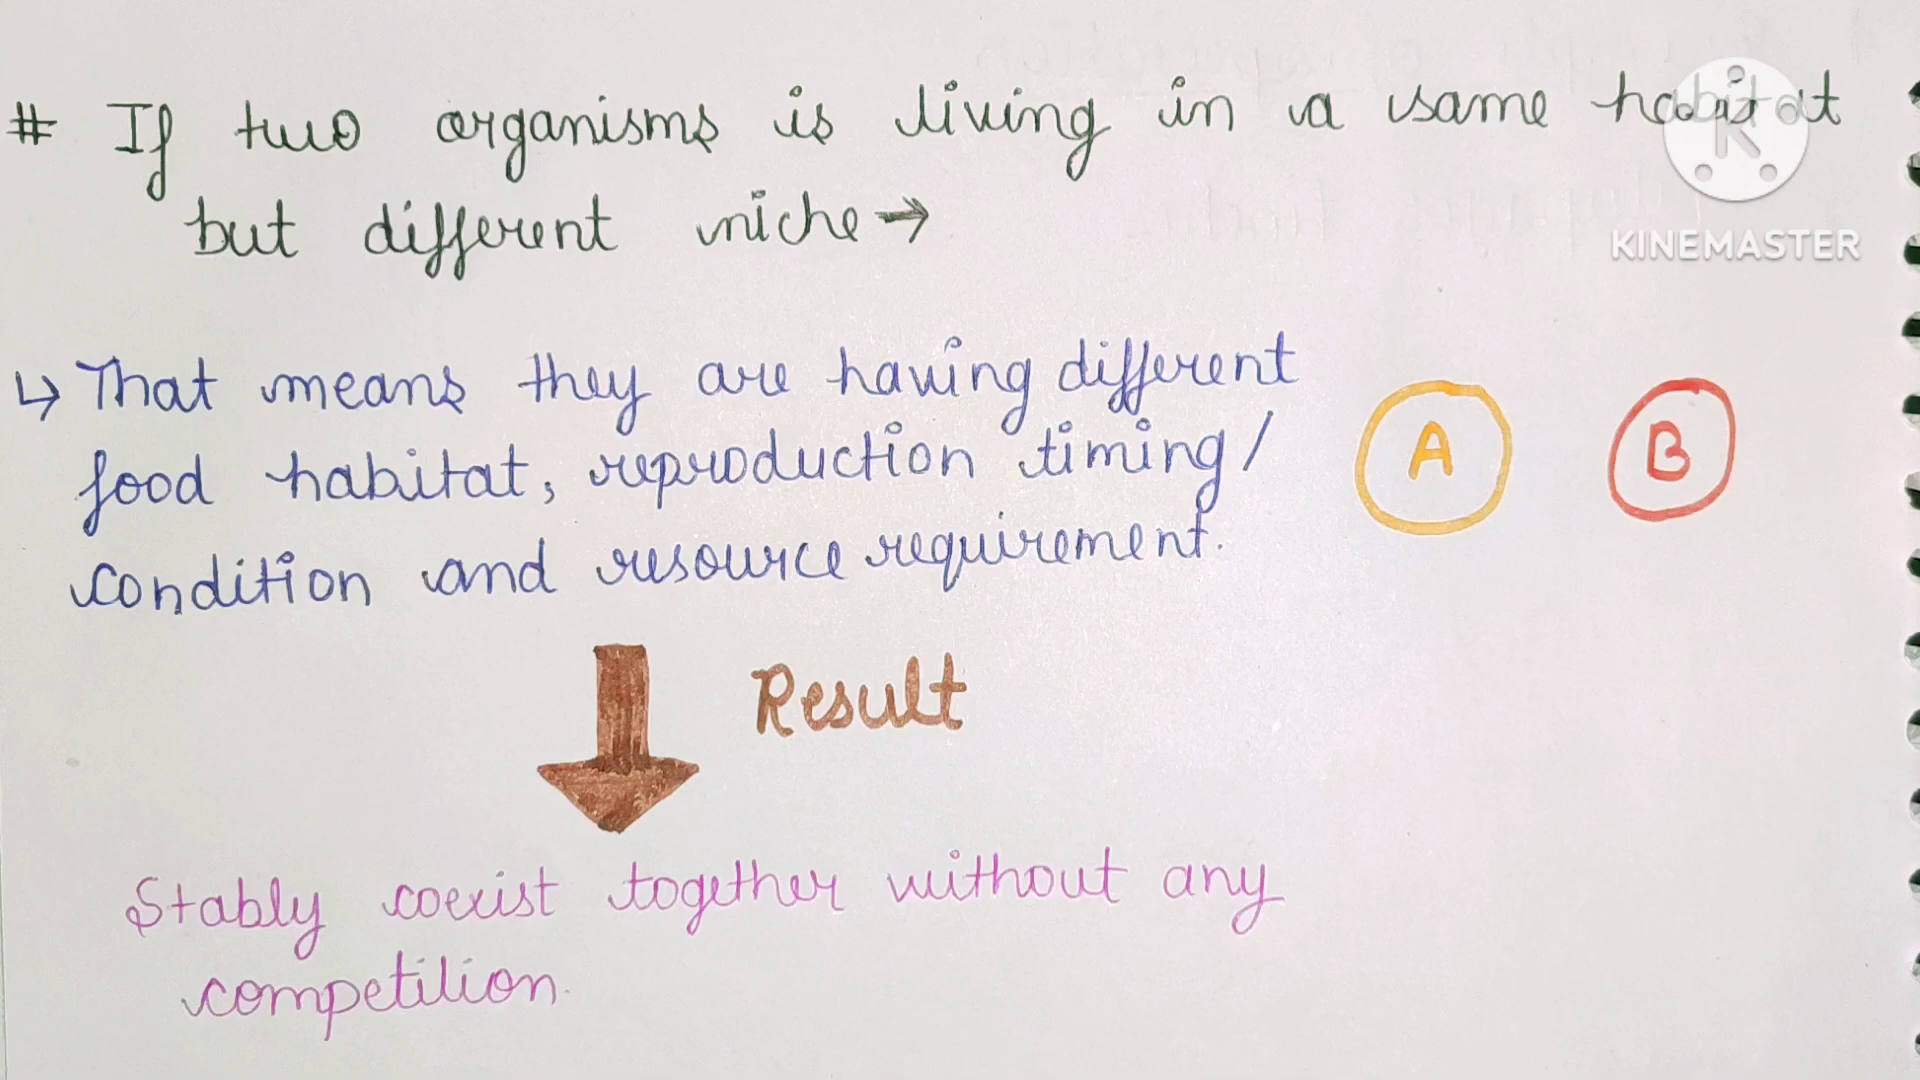 # If two organisms is living in a same habitat
but different niche →
KINEMASTER
↳ That means they are having different
food habitat, reproduction timing/
condition and resource requirement.
A B
Result
Stably coexist together without any
competition.